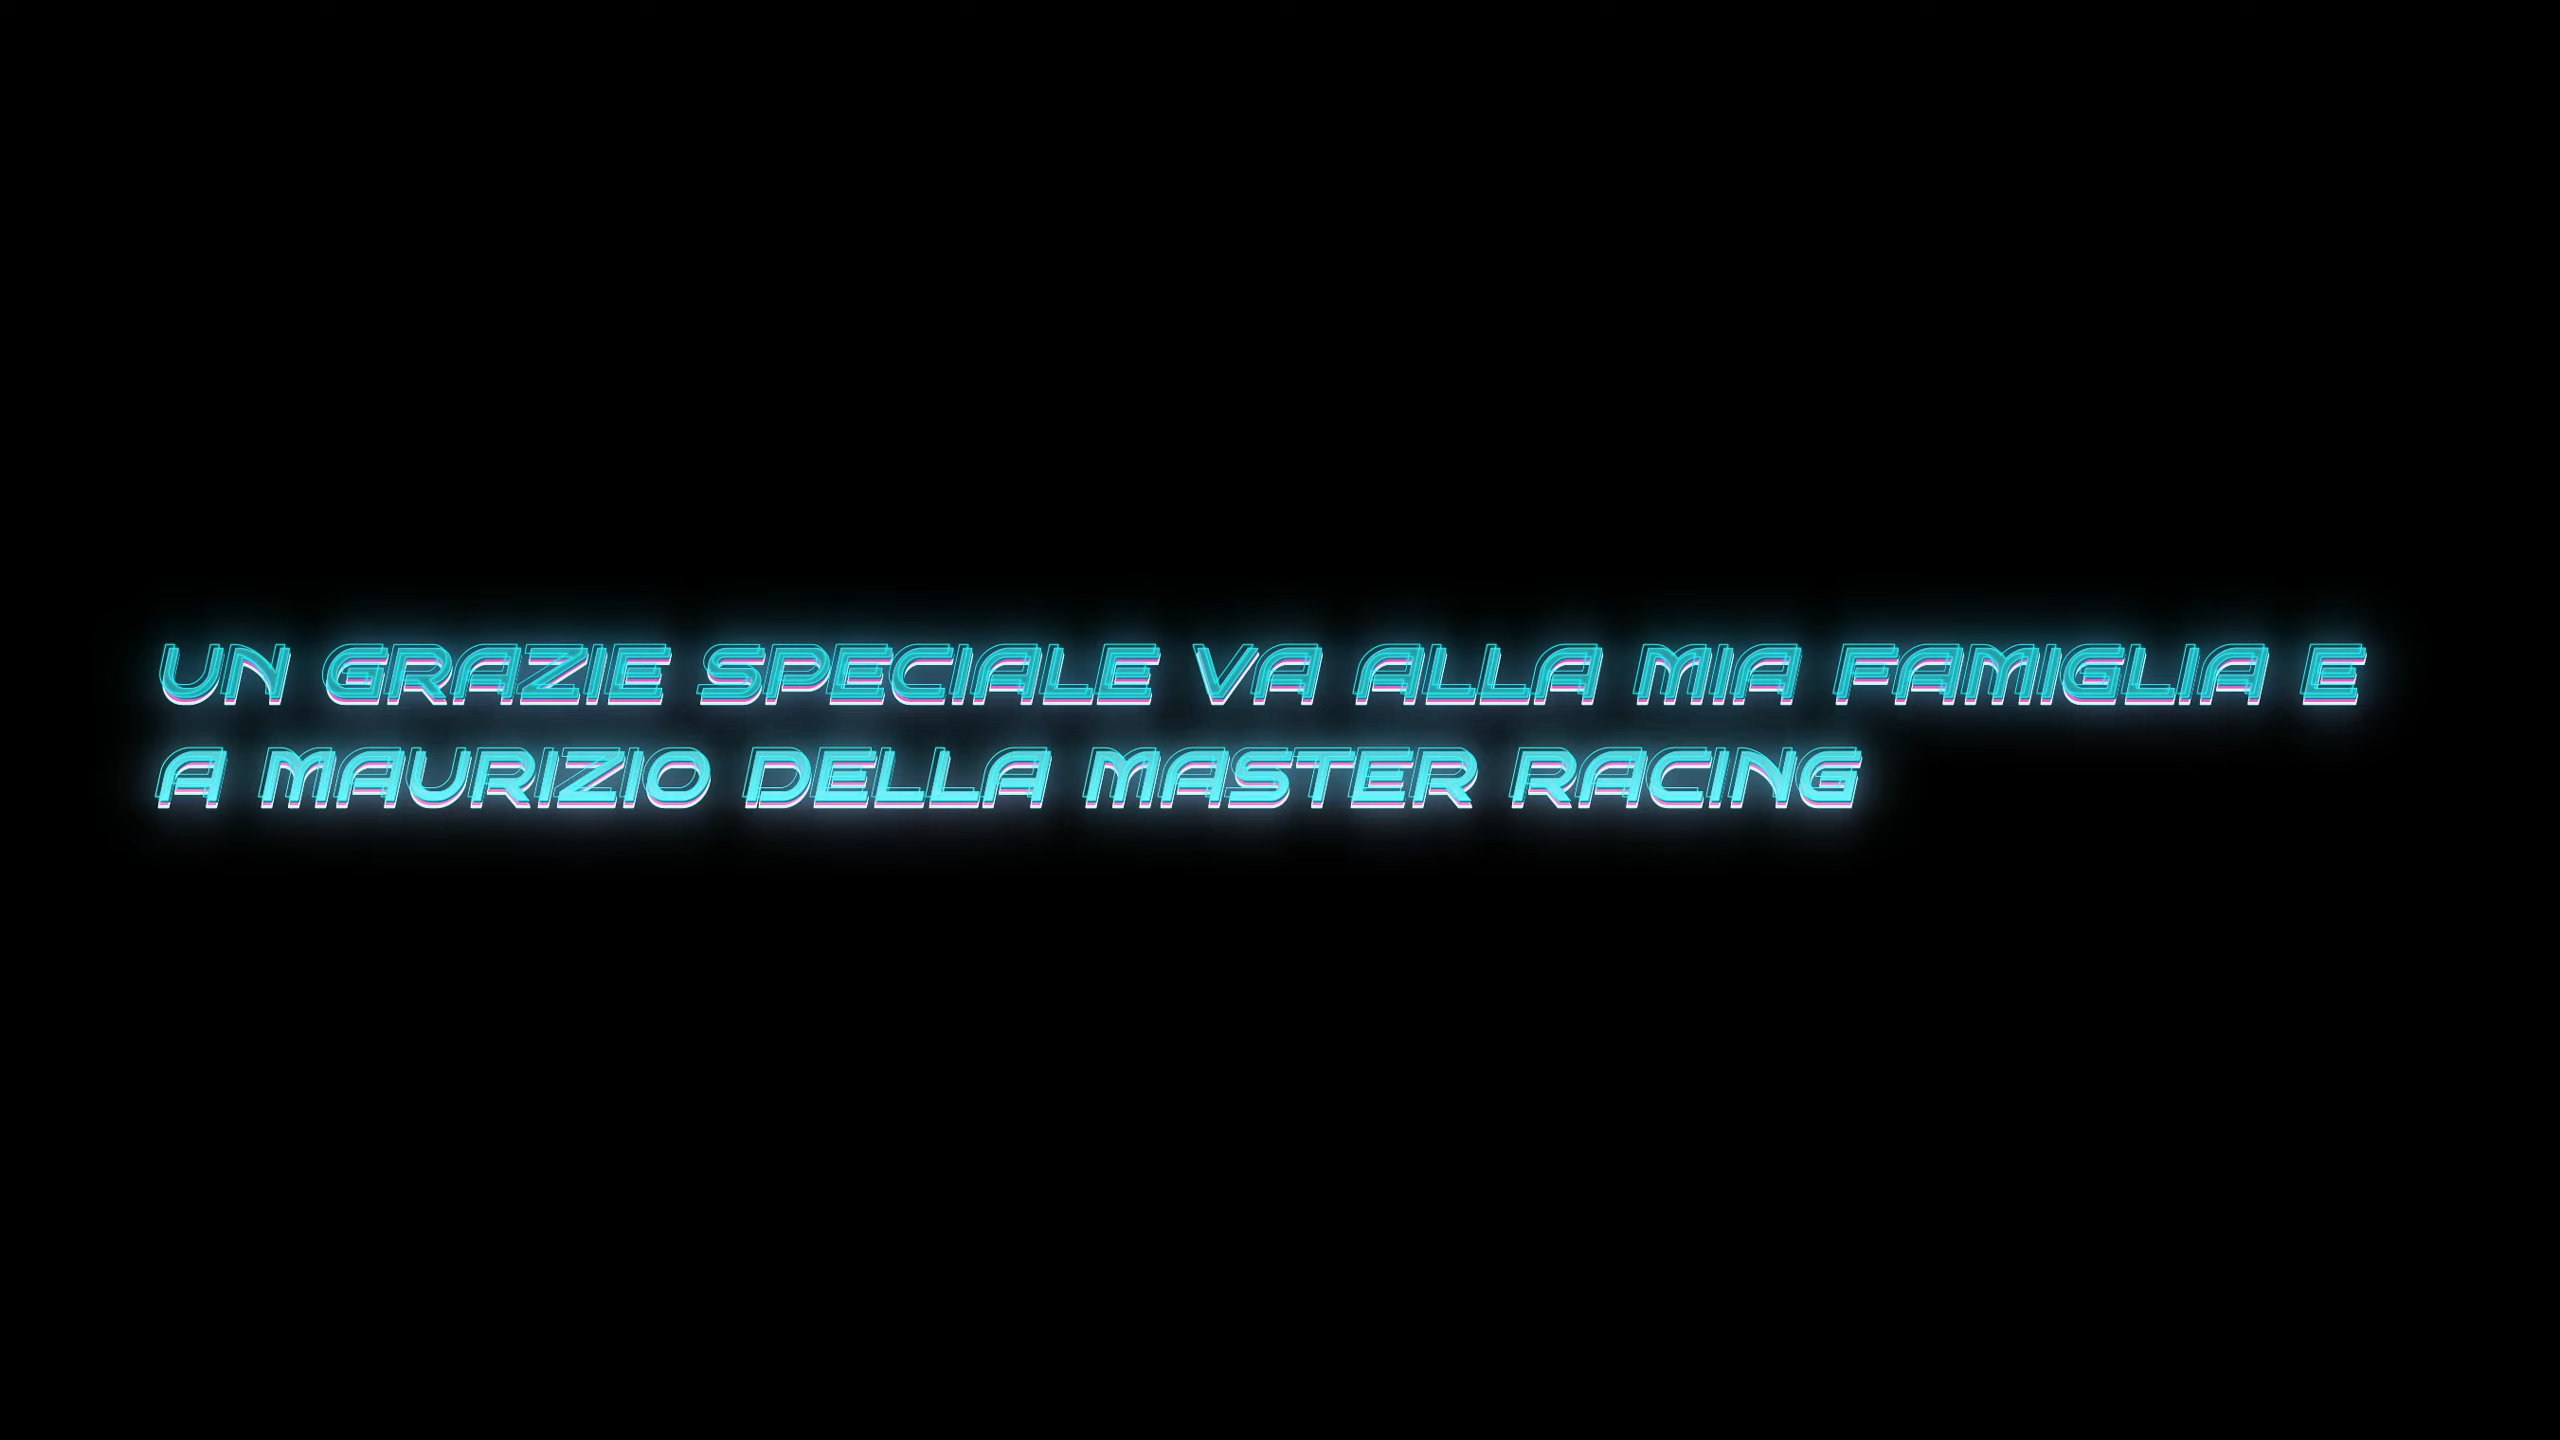 UN GRAZIE SPECIALE VA ALLA MIA FAMIGLIA E
A MAURIZIO DELLA MASTER RACING